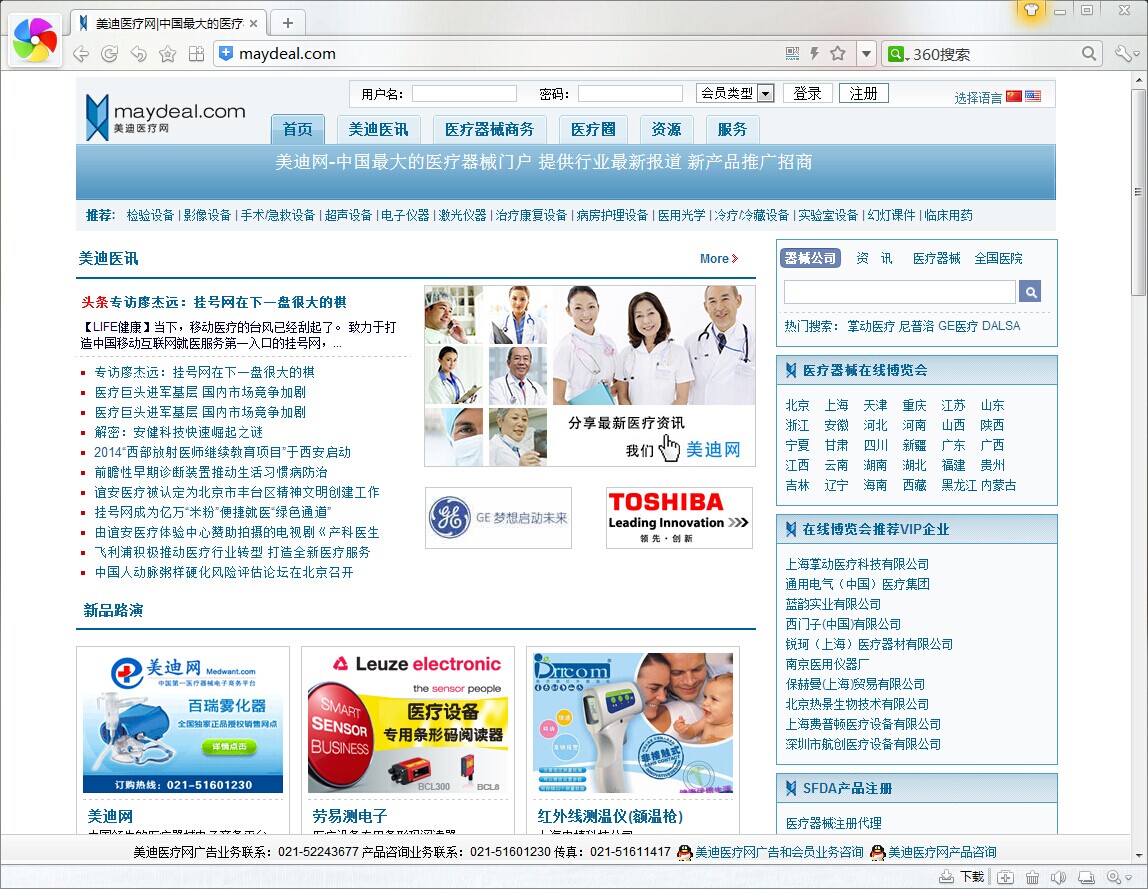 美迪医疗网|中国最大的医疗
maydeal.com
360搜索
maydeal.com
美迪医疗网
用户名：
密码：
会员类型
登录
注册
选择语言
首页
美迪医讯
医疗器械商务
医疗圈
资源
服务
美迪网-中国最大的医疗器械门户 提供行业最新报道 新产品推广招商
推荐： 检验设备 | 影像设备 | 手术/急救设备 | 超声设备 | 电子仪器 | 激光仪器 | 治疗康复设备 | 病房护理设备 | 医用光学 | 冷疗/冷藏设备 | 实验室设备 | 幻灯课件 | 临床用药
美迪医讯
More
头条专访廖杰远：挂号网在下一盘很大的棋
【LIFE健康】当下，移动医疗的台风已经刮起了。致力于打
造中国移动互联网就医服务第一入口的挂号网，...
专访廖杰远：挂号网在下一盘很大的棋
医疗巨头进军基层 国内市场竞争加剧
医疗巨头进军基层 国内市场竞争加剧
解密：安健科技快速崛起之谜
2014“西部放射医师继续教育项目”于西安启动
前瞻性早期诊断装置推动生活习惯病防治
谊安医疗被认定为北京市丰台区精神文明创建工作
挂号网成为亿万“米粉”便捷就医“绿色通道”
由谊安医疗体验中心赞助拍摄的电视剧《产科医生
飞利浦积极推动医疗行业转型 打造全新医疗服务
中国人动脉粥样硬化风险评估论坛在北京召开
分享最新医疗资讯
我们
美迪网
GE 梦想启动未来
TOSHIBA
Leading Innovation >>>
领先·创新
器械公司
资 讯
医疗器械
全国医院
热门搜索： 掌动医疗 尼普洛 GE医疗 DALSA
医疗器械在线博览会
北京 上海 天津 重庆 江苏 山东
浙江 安徽 河北 河南 山西 陕西
宁夏 甘肃 四川 新疆 广东 广西
江西 云南 湖南 湖北 福建 贵州
吉林 辽宁 海南 西藏 黑龙江 内蒙古
在线博览会推荐VIP企业
上海掌动医疗科技有限公司
通用电气（中国）医疗集团
蓝韵实业有限公司
西门子(中国)有限公司
锐珂（上海）医疗器材有限公司
南京医用仪器厂
保赫曼(上海)贸易有限公司
北京热景生物技术有限公司
上海费普顿医疗设备有限公司
深圳市航创医疗设备有限公司
SFDA产品注册
医疗器械注册代理
新品路演
美迪网 Medwant.com
中国第一医疗器械电子商务平台
百瑞雾化器
全国独家正品授权销售网点
详情点击
订购热线：021-51601230
美迪网
Leuze electronic
the sensor people
SMART
SENSOR
BUSINESS
医疗设备
专用条形码阅读器
BCL300
BCL8
劳易测电子
医疗设备专用条形码阅读器
非接触式
红外线测温仪(额温枪)
美迪医疗网广告业务联系：021-52243677 产品咨询业务联系：021-51601230 传真：021-51611417 美迪医疗网广告和会员业务咨询 美迪医疗网产品咨询
下载